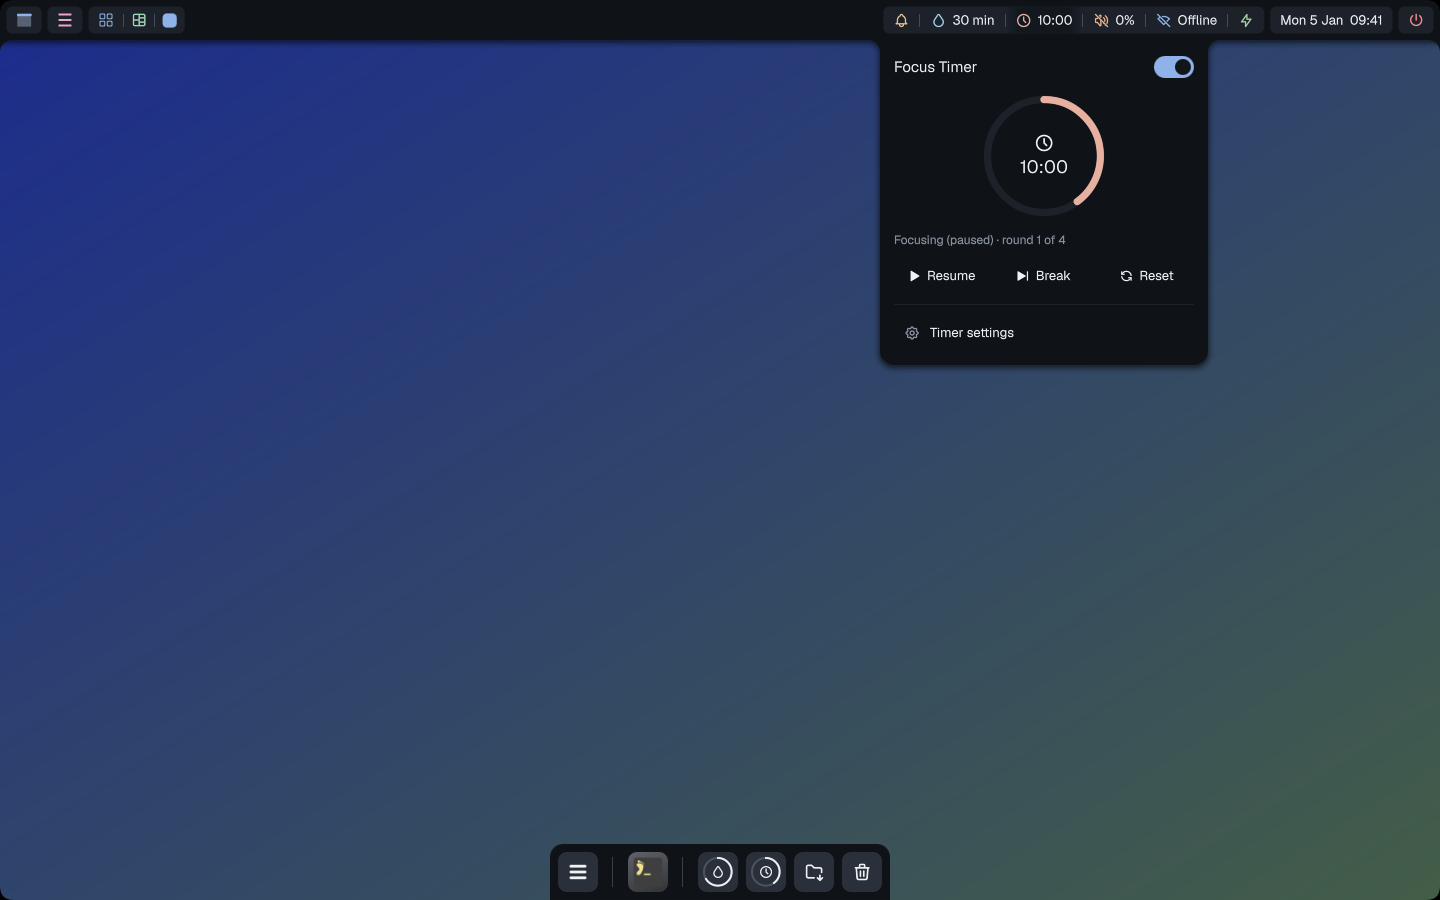 30 min 10:00 0% Offline Mon 5 Jan 09:41
Focus Timer
10:00
Focusing (paused) · round 1 of 4
Resume Break Reset
Timer settings